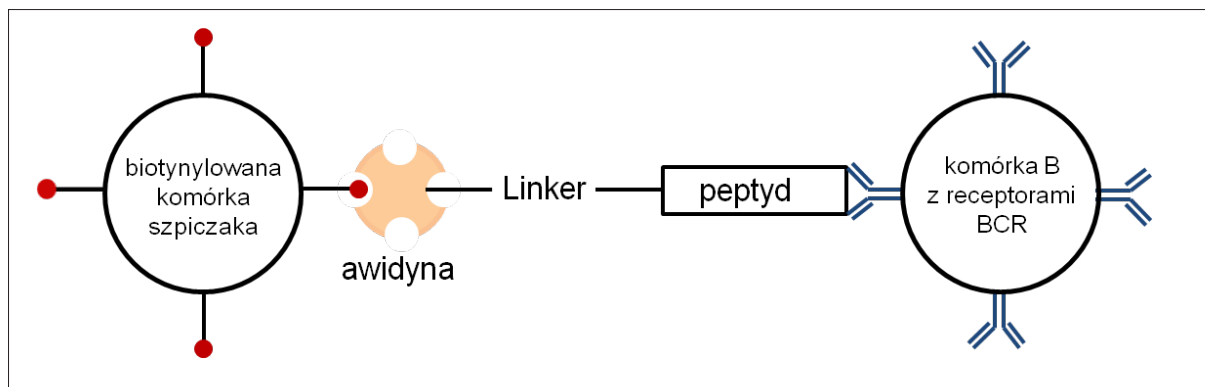 biotynylowana
komórka
szpiczaka
awidyna
Linker
peptyd
komórka B
z receptorami
BCR